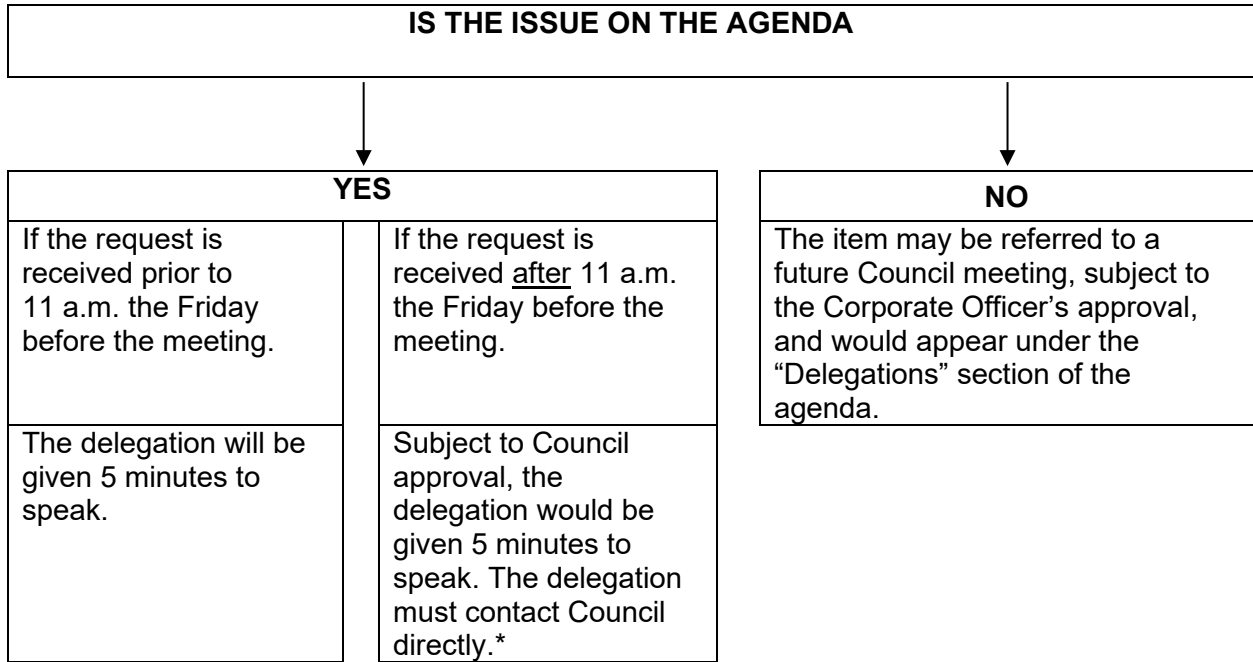 IS THE ISSUE ON THE AGENDA
YES
If the request is
received prior to
11 a.m. the Friday
before the meeting.
The delegation will be
given 5 minutes to
speak.
If the request is
received after 11 a.m.
the Friday before the
meeting.
Subject to Council
approval, the
delegation would be
given 5 minutes to
speak. The delegation
must contact Council
directly.*
NO
The item may be referred to a
future Council meeting, subject to
the Corporate Officer’s approval,
and would appear under the
“Delegations” section of the
agenda.